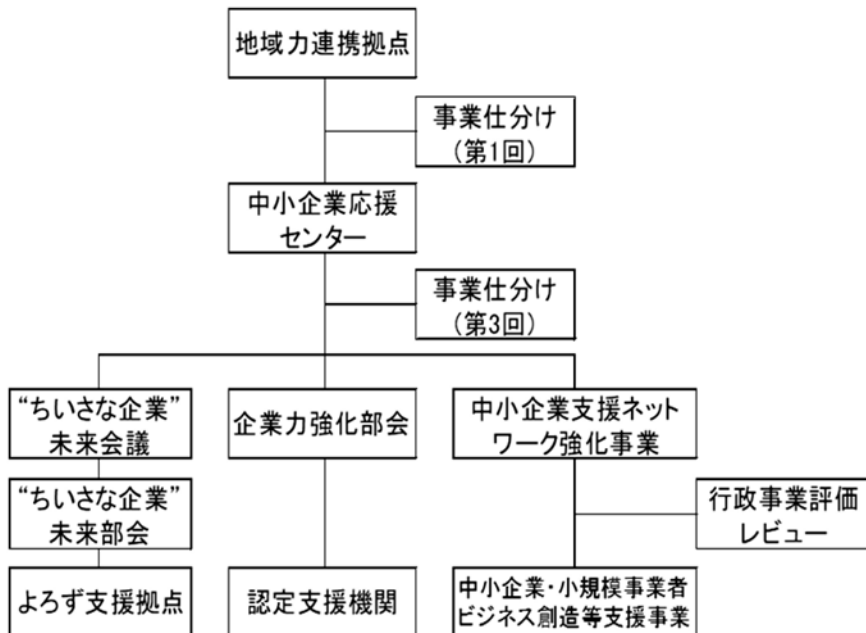 地域力連携拠点
事業仕分け
(第1回)
中小企業応援
センター
事業仕分け
(第3回)
“ちいさな企業”
未来会議
企業力強化部会
中小企業支援ネット
ワーク強化事業
“ちいさな企業”
未来部会
行政事業評価
レビュー
よろず支援拠点
認定支援機関
中小企業・小規模事業者
ビジネス創造等支援事業